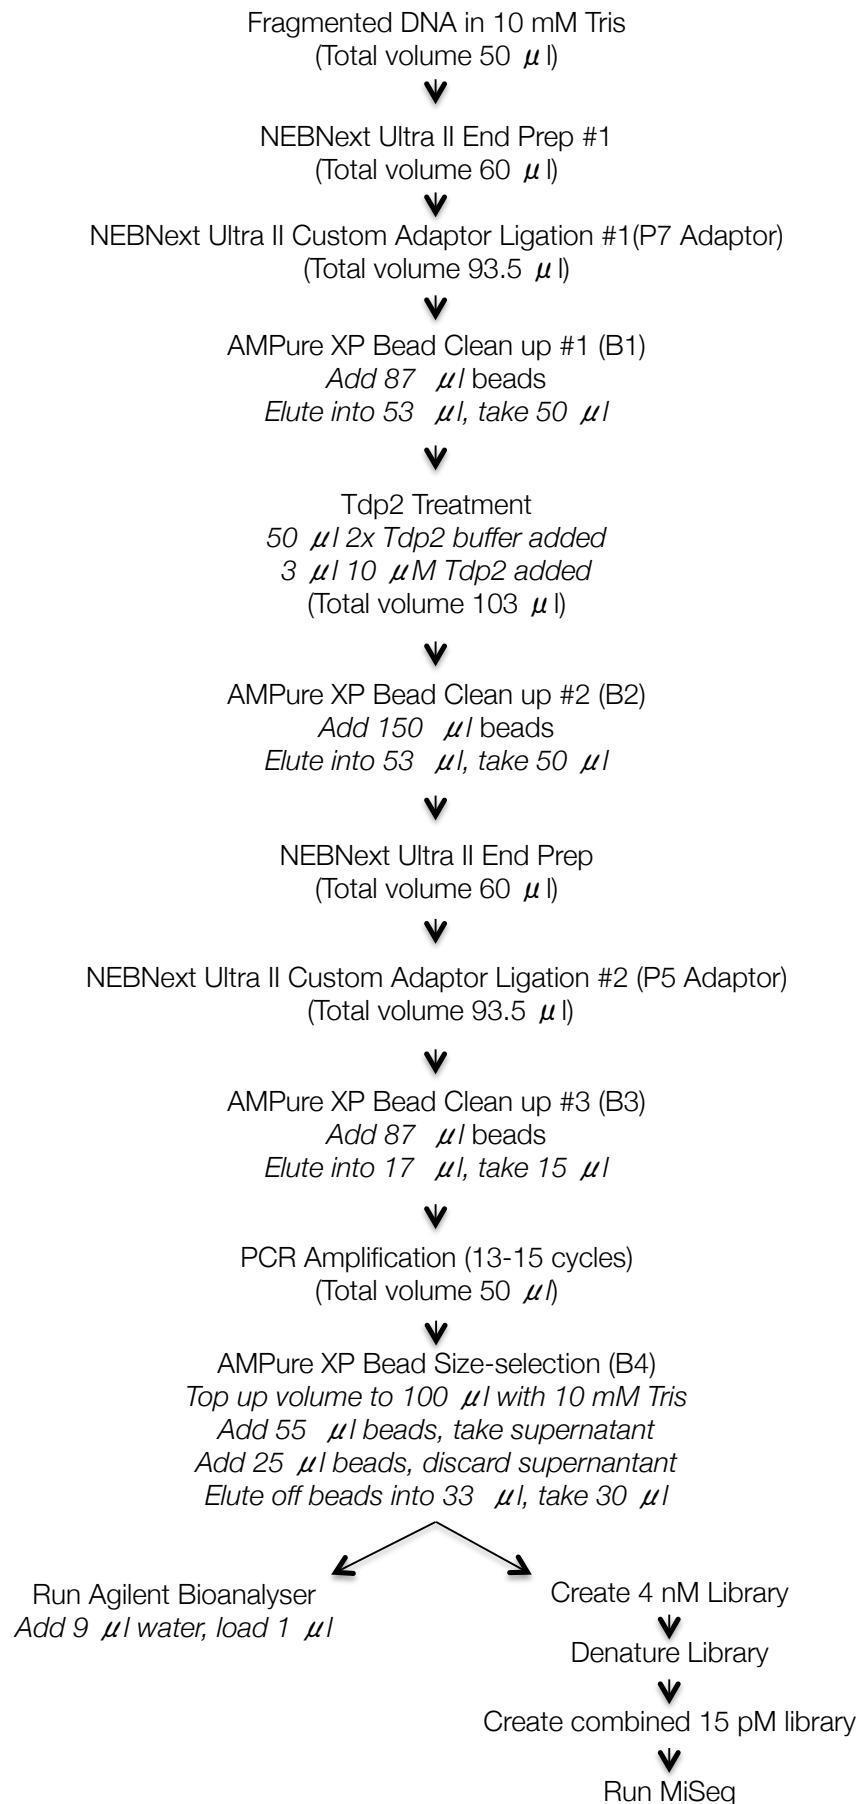 Fragmented DNA in 10 mM Tris
(Total volume 50 μl)
NEBNext Ultra II End Prep #1
(Total volume 60 μl)
NEBNext Ultra II Custom Adaptor Ligation #1(P7 Adaptor)
(Total volume 93.5 μl)
AMPure XP Bead Clean up #1 (B1)
Add 87 μl beads
Elute into 53 μl, take 50 μl
Tdp2 Treatment
50 μl 2x Tdp2 buffer added
3 μl 10 μM Tdp2 added
(Total volume 103 μl)
AMPure XP Bead Clean up #2 (B2)
Add 150 μl beads
Elute into 53 μl, take 50 μl
NEBNext Ultra II End Prep
(Total volume 60 μl)
NEBNext Ultra II Custom Adaptor Ligation #2 (P5 Adaptor)
(Total volume 93.5 μl)
AMPure XP Bead Clean up #3 (B3)
Add 87 μl beads
Elute into 17 μl, take 15 μl
PCR Amplification (13-15 cycles)
(Total volume 50 μl)
AMPure XP Bead Size-selection (B4)
Top up volume to 100 μl with 10 mM Tris
Add 55 μl beads, take supernatant
Add 25 μl beads, discard supernantant
Elute off beads into 33 μl, take 30 μl
Run Agilent Bioanalyser
Add 9 μl water, load 1 μl
Create 4 nM Library
Denature Library
Create combined 15 pM library
Run MiSeq